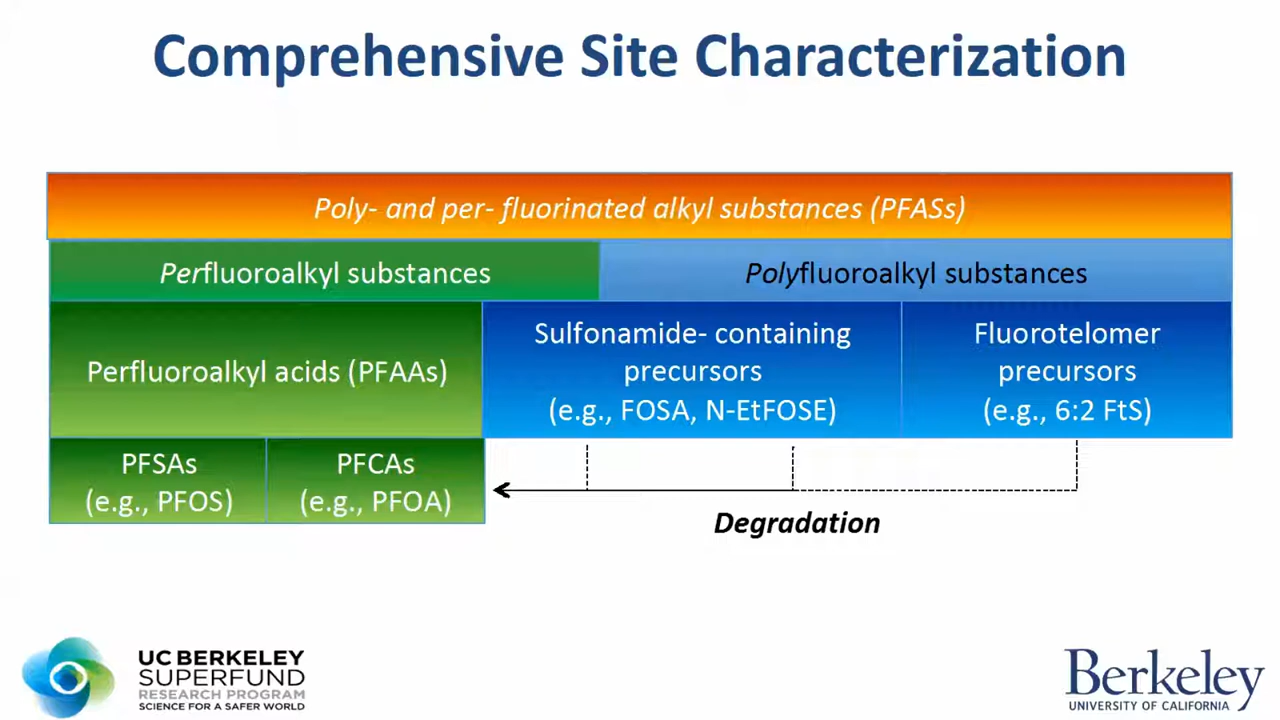 Comprehensive Site Characterization
Poly- and per- fluorinated alkyl substances (PFASs)
Perfluoroalkyl substances
Polyfluoroalkyl substances
Perfluoroalkyl acids (PFAAs)
Sulfonamide- containing
precursors
(e.g., FOSA, N-EtFOSE)
Fluorotelomer
precursors
(e.g., 6:2 FtS)
PFSAs
(e.g., PFOS)
PFCAs
(e.g., PFOA)
Degradation
UC BERKELEY
SUPERFUND
RESEARCH PROGRAM
SCIENCE FOR A SAFER WORLD
Berkeley
UNIVERSITY OF CALIFORNIA